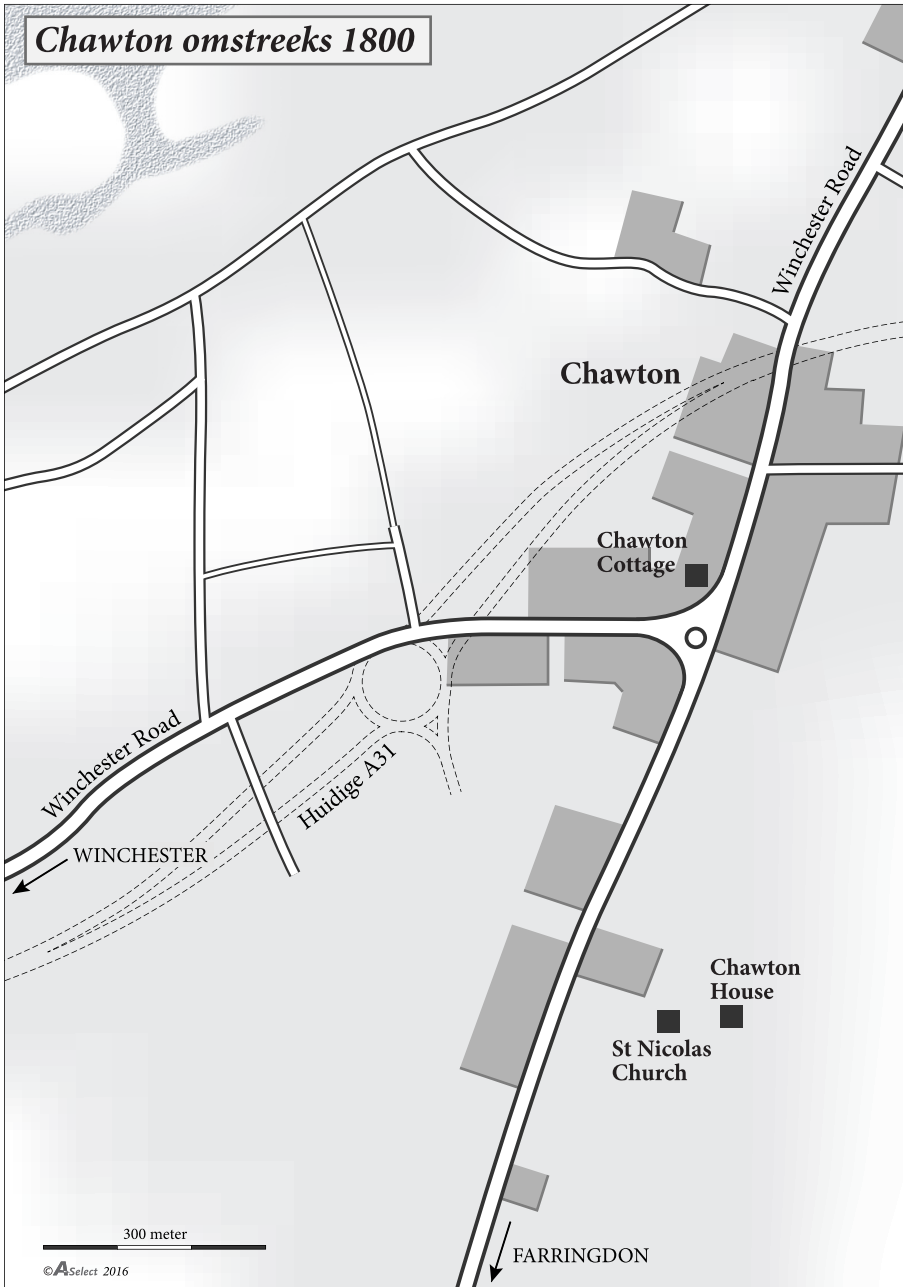 Chawton omstreeks 1800
Winchester Road
Chawton
Chawton
Cottage
Winchester Road
Huidige A31
WINCHESTER
Chawton
House
St Nicolas
Church
300 meter
FARRINGDON
©ASelect 2016